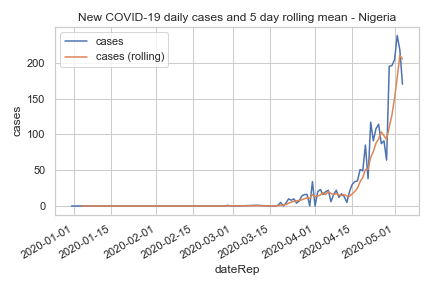 New COVID-19 daily cases and 5 day rolling mean - Nigeria
cases
cases (rolling)
200
150
100
50
0
cases
2020-01-01
2020-01-15
2020-02-01
2020-02-15
2020-03-01
2020-03-15
2020-04-01
2020-04-15
2020-05-01
dateRep